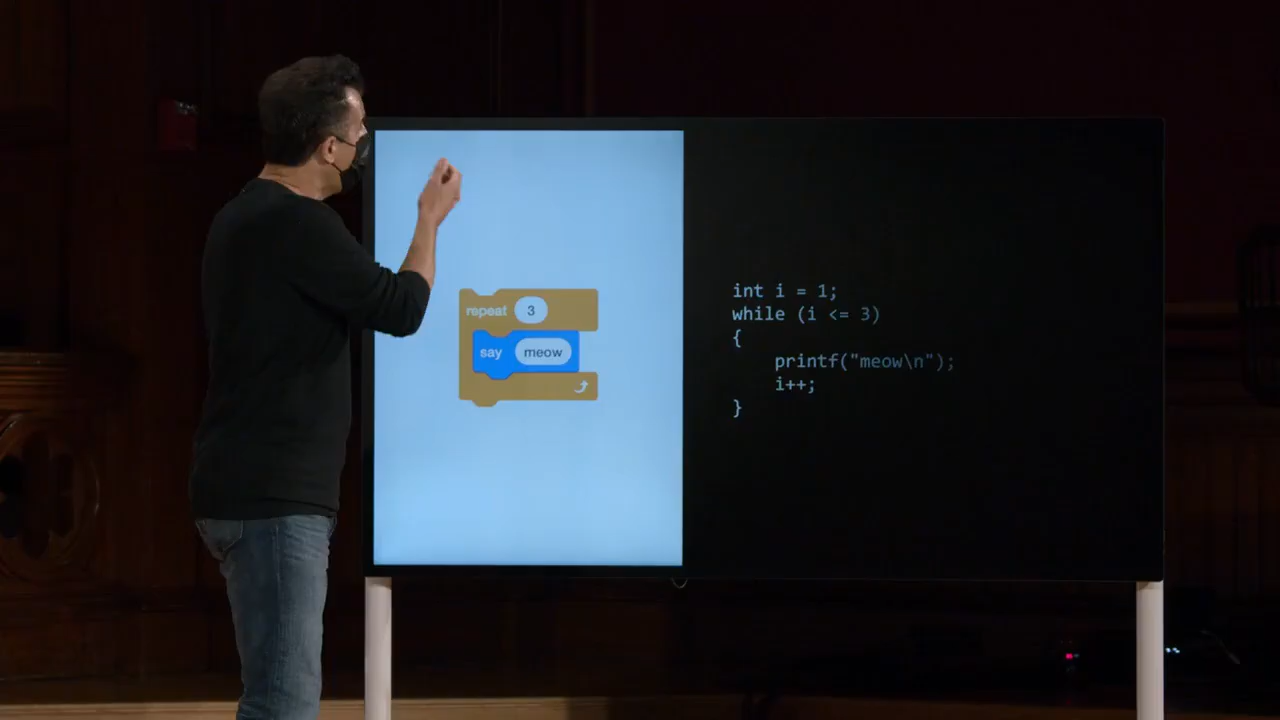 repeat 3
say meow
int i = 1;
while (i <= 3)
{
    printf("meow\n");
    i++;
}